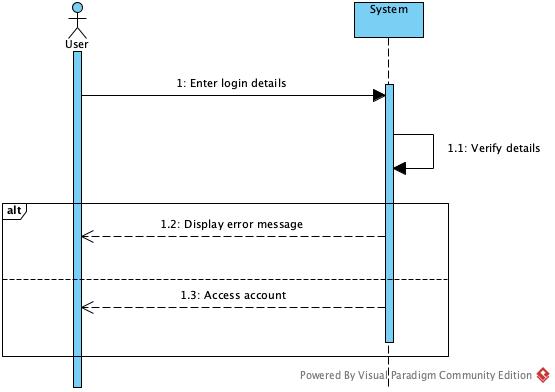 User
System
1: Enter login details
1.1: Verify details
alt
1.2: Display error message
1.3: Access account
Powered By Visual Paradigm Community Edition